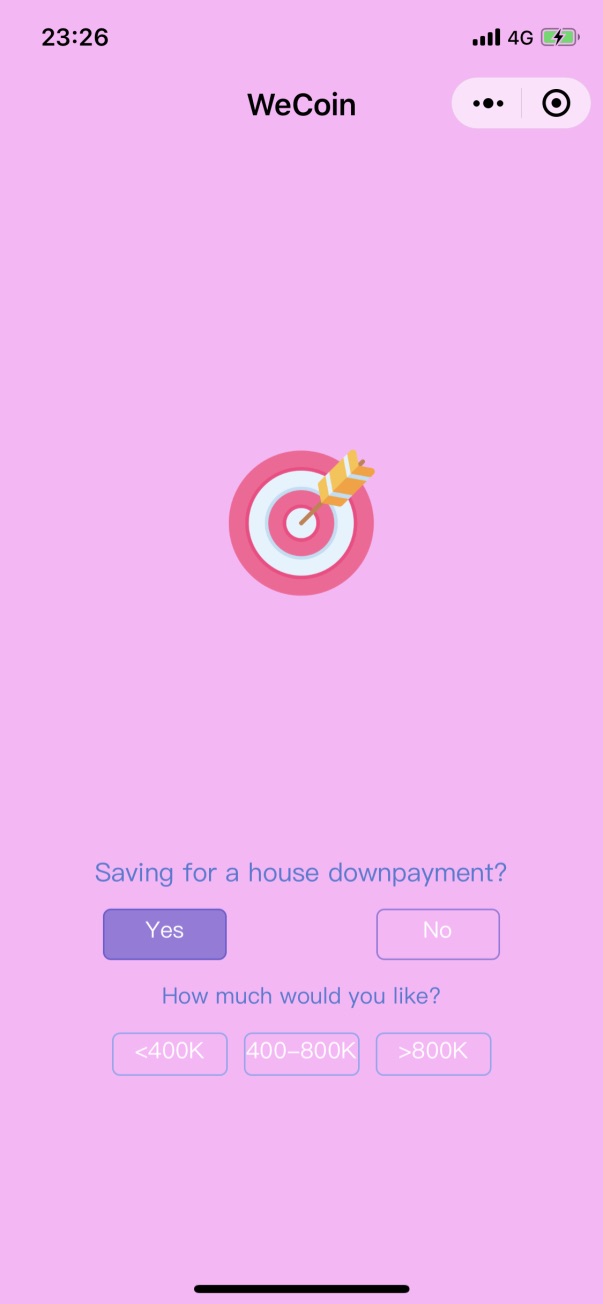 23:26 4G
WeCoin
Saving for a house downpayment?
Yes No
How much would you like?
<400K 400–800K >800K